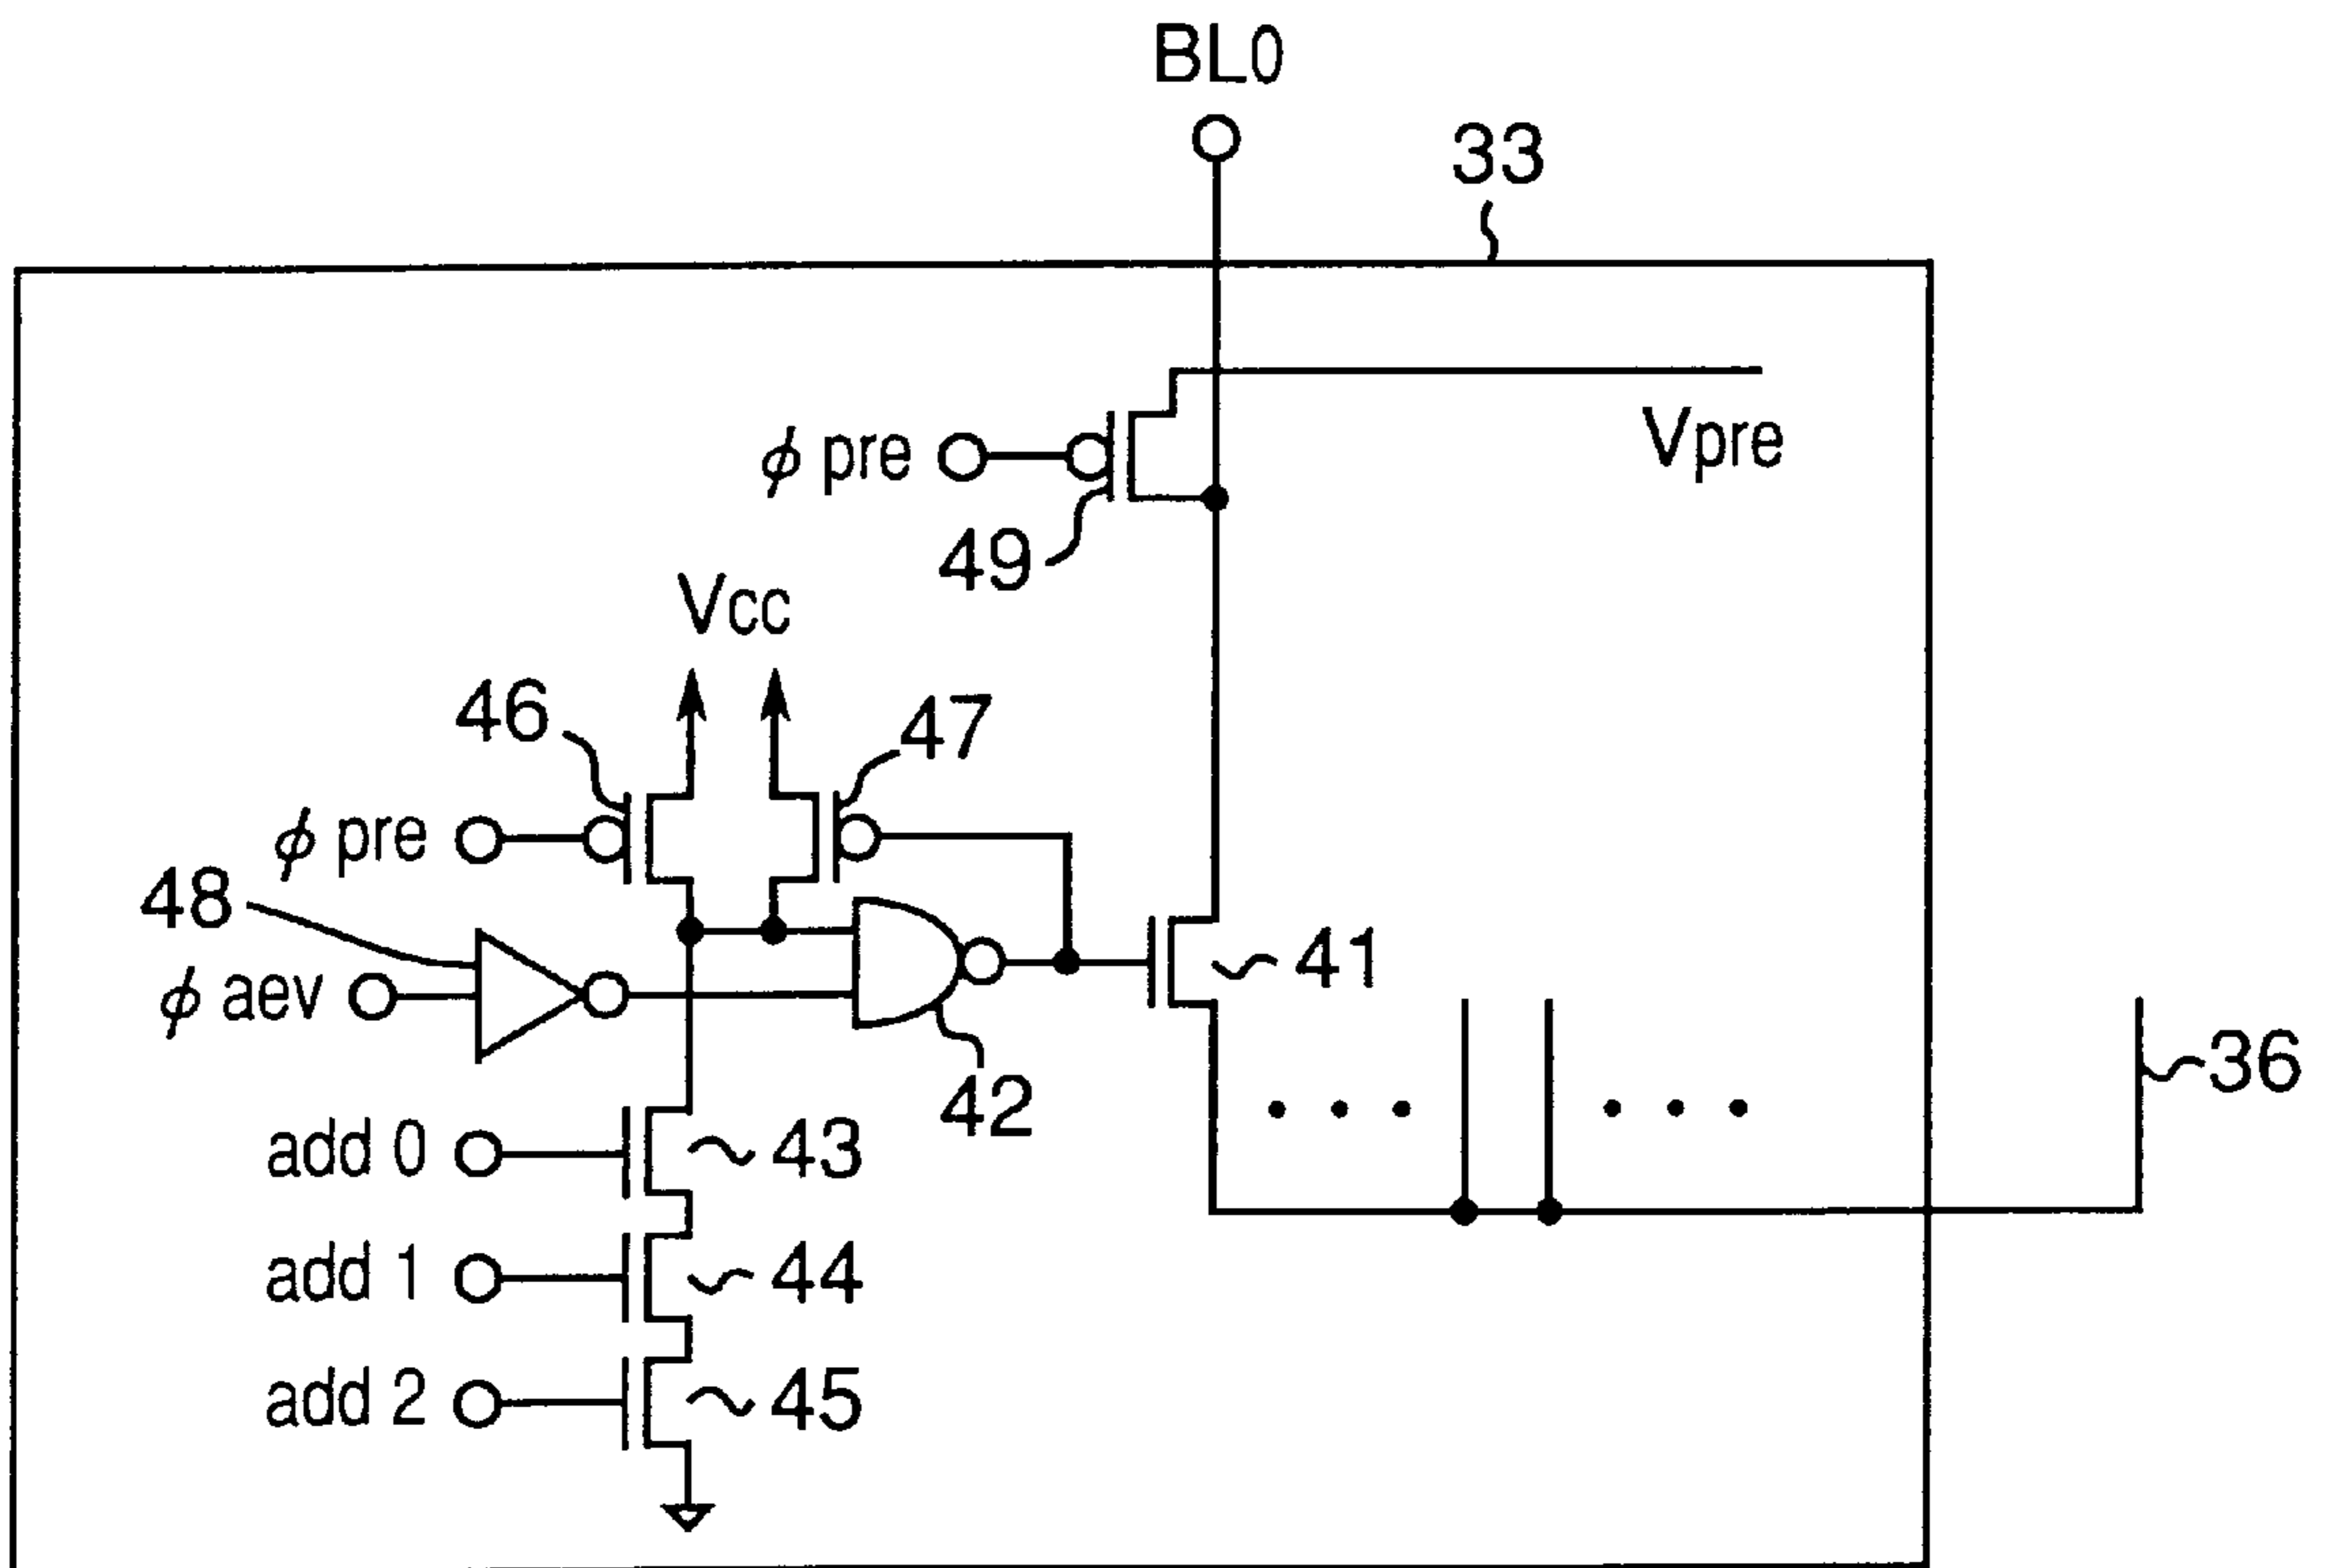 BL0
33
ϕ pre
Vpre
49
Vcc
46
47
ϕ pre
48
ϕ aev
41
42
36
add 0
43
add 1
44
add 2
45